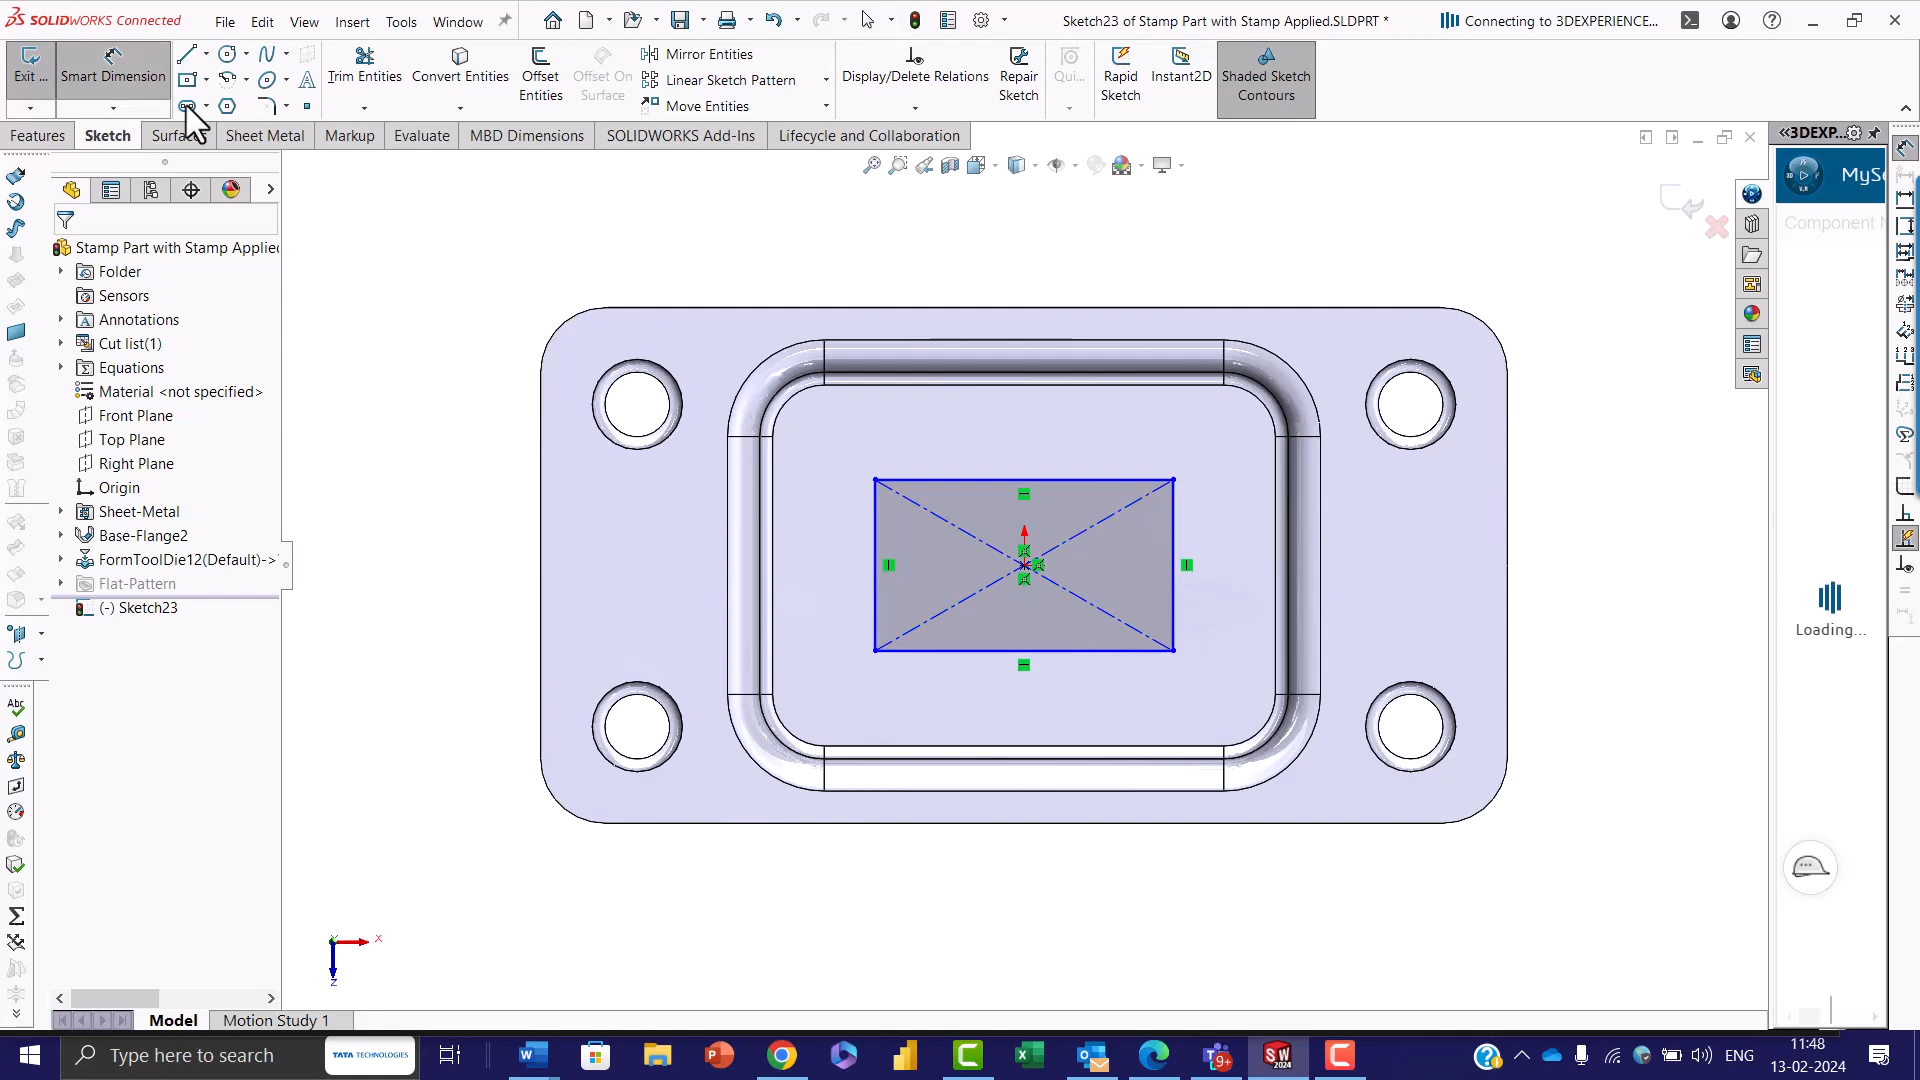 SOLIDWORKS Connected
File
Edit
View
Insert
Tools
Window
Sketch23 of Stamp Part with Stamp Applied.SLDPRT *
Connecting to 3DEXPERIENCE...
Exit ...
Smart Dimension
Trim Entities
Convert Entities
Offset
Entities
Offset On
Surface
Mirror Entities
Linear Sketch Pattern
Move Entities
Display/Delete Relations
Repair
Sketch
Qui...
Rapid
Sketch
Instant2D
Shaded Sketch
Contours
Features
Sketch
Sheet Metal
Markup
Evaluate
MBD Dimensions
SOLIDWORKS Add-Ins
Lifecycle and Collaboration
3DEXP...
Component
Stamp Part with Stamp Applie
Folder
Sensors
Annotations
Cut list(1)
Equations
Material <not specified>
Front Plane
Top Plane
Right Plane
Origin
Sheet-Metal
Base-Flange2
FormToolDie12(Default)->
Flat-Pattern
(-) Sketch23
Loading...
x
z
Model
Motion Study 1
Type here to search
TATA TECHNOLOGIES
9+
SW
2024
ENG
11:48
13-02-2024